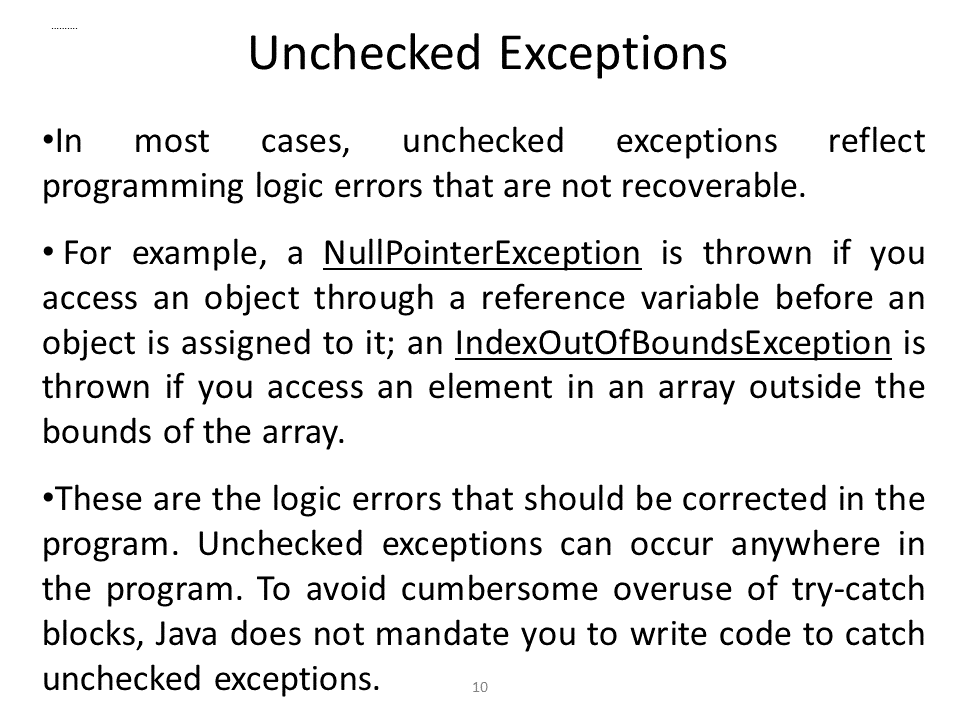 ..........
Unchecked Exceptions
•In most cases, unchecked exceptions reflect
programming logic errors that are not recoverable.
• For example, a NullPointerException is thrown if you
access an object through a reference variable before an
object is assigned to it; an IndexOutOfBoundsException is
thrown if you access an element in an array outside the
bounds of the array.
•These are the logic errors that should be corrected in the
program. Unchecked exceptions can occur anywhere in
the program. To avoid cumbersome overuse of try-catch
blocks, Java does not mandate you to write code to catch
unchecked exceptions.
10